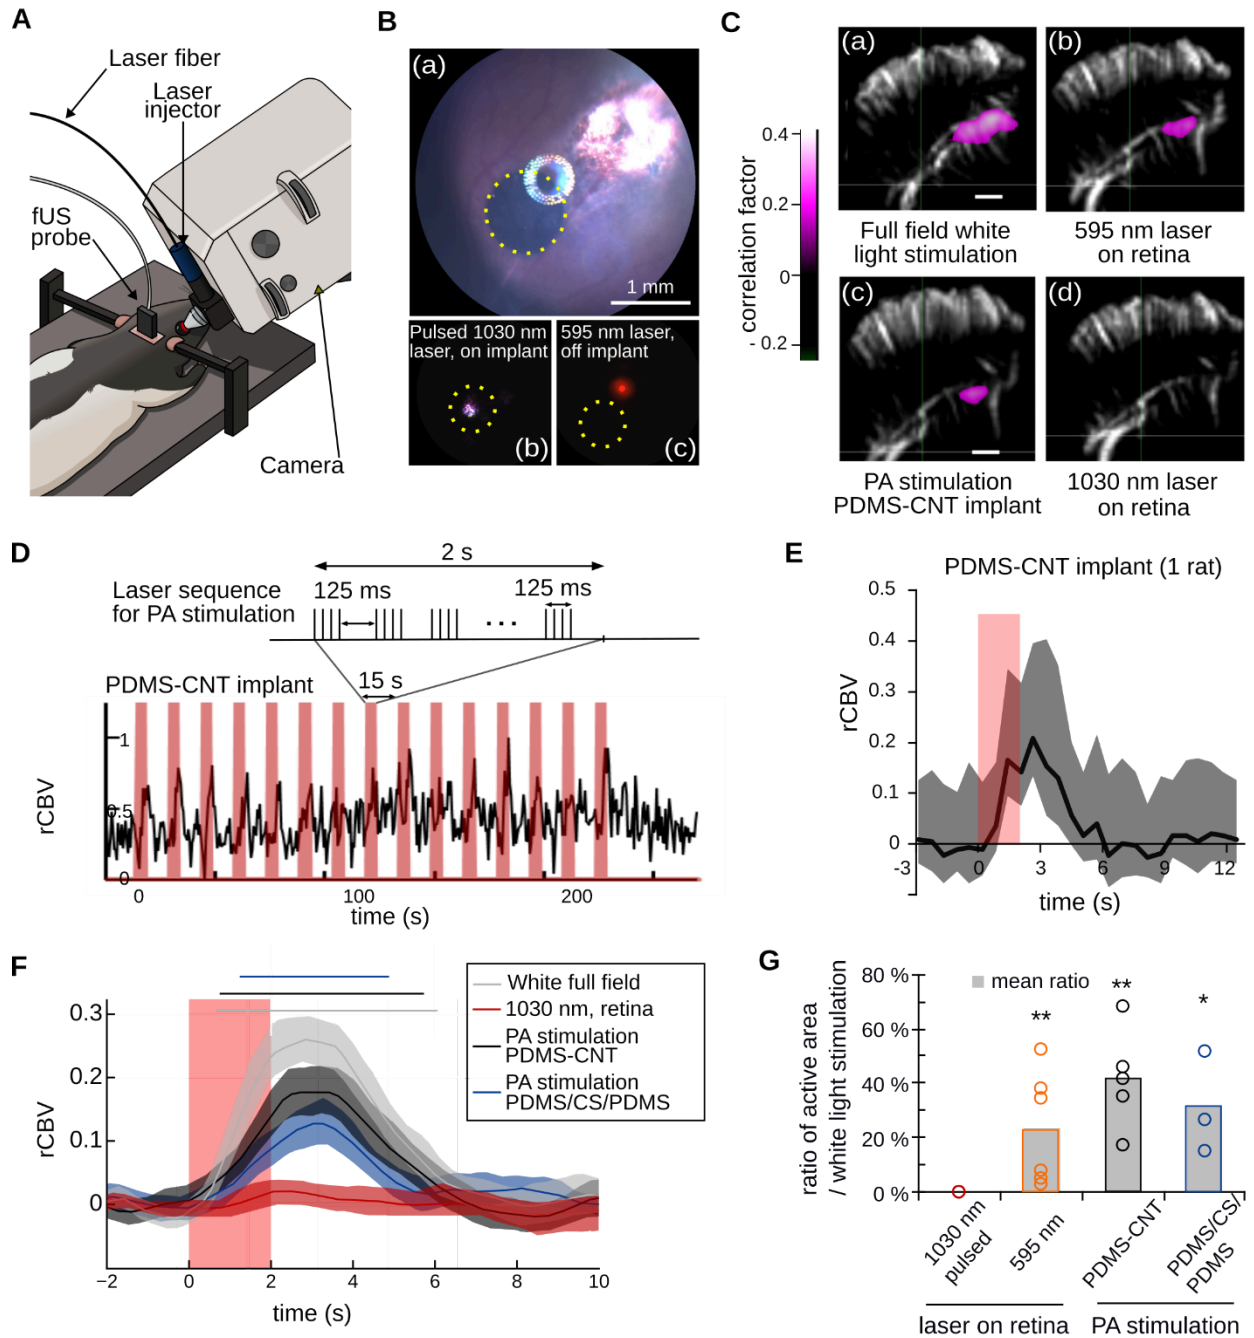 A
Laser fiber
Laser
injector
fUS
probe
Camera
B
(a)
1 mm
Pulsed 1030 nm
laser, on implant
(b)
595 nm laser,
off implant
(c)
C
correlation factor
0.4
0.2
0
- 0.2
(a)
Full field white
light stimulation
(b)
595 nm laser
on retina
(c)
PA stimulation
PDMS-CNT implant
(d)
1030 nm laser
on retina
D
2 s
Laser sequence
for PA stimulation
125 ms
125 ms
. . .
PDMS-CNT implant
15 s
rCBV
1
0.5
0
0
100
200
time (s)
E
PDMS-CNT implant (1 rat)
rCBV
0.5
0.4
0.3
0.2
0.1
0
-3
0
3
6
9
12
time (s)
F
White full field
1030 nm, retina
PA stimulation
PDMS-CNT
PA stimulation
PDMS/CS/PDMS
rCBV
0.3
0.2
0.1
0
−2
0
2
4
6
8
10
time (s)
G
ratio of active area
/ white light stimulation
80 %
60 %
40 %
20 %
0 %
mean ratio
**
**
*
1030 nm
pulsed
595 nm
PDMS-CNT
PDMS/CS/
PDMS
laser on retina
PA stimulation